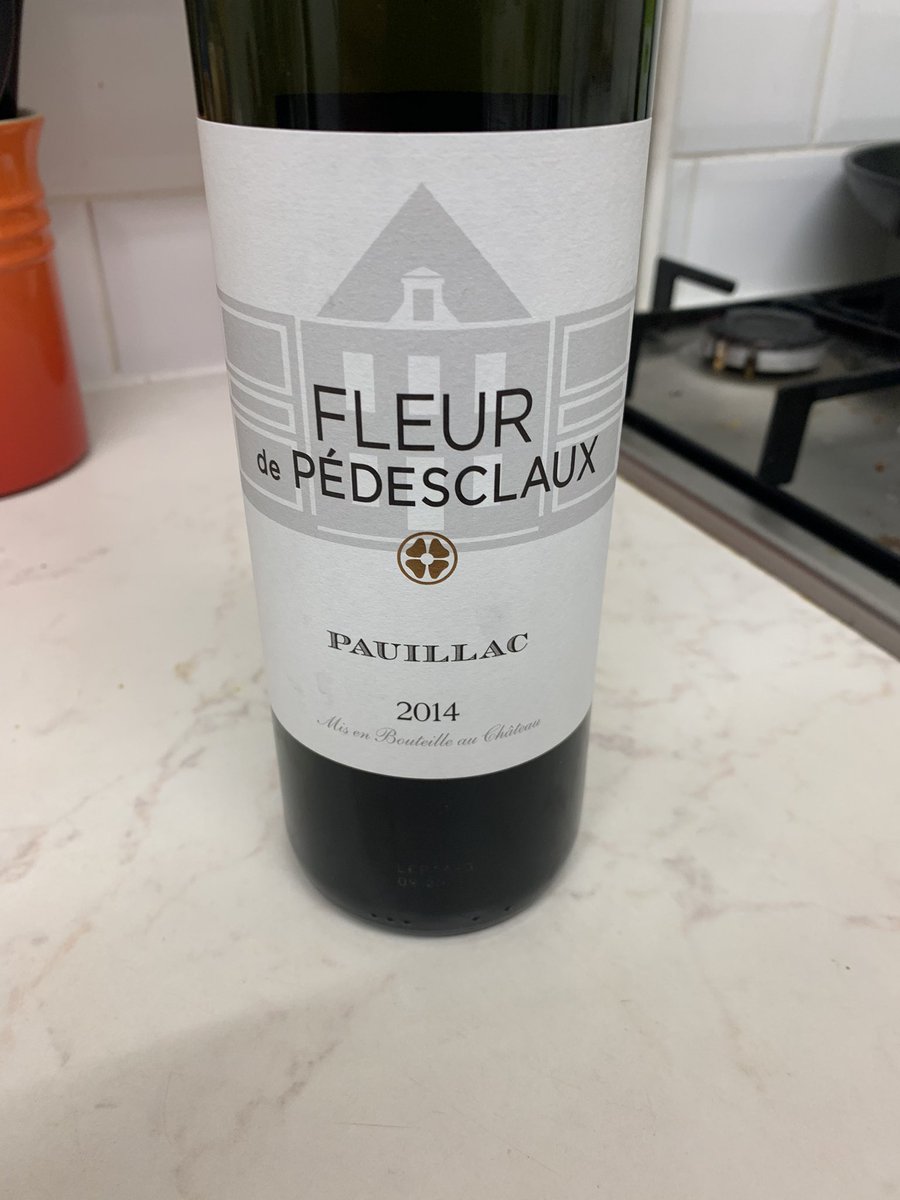 FLEUR
de PÉDESCLAUX
PAUILLAC
2014
Mis en Bouteille au Château